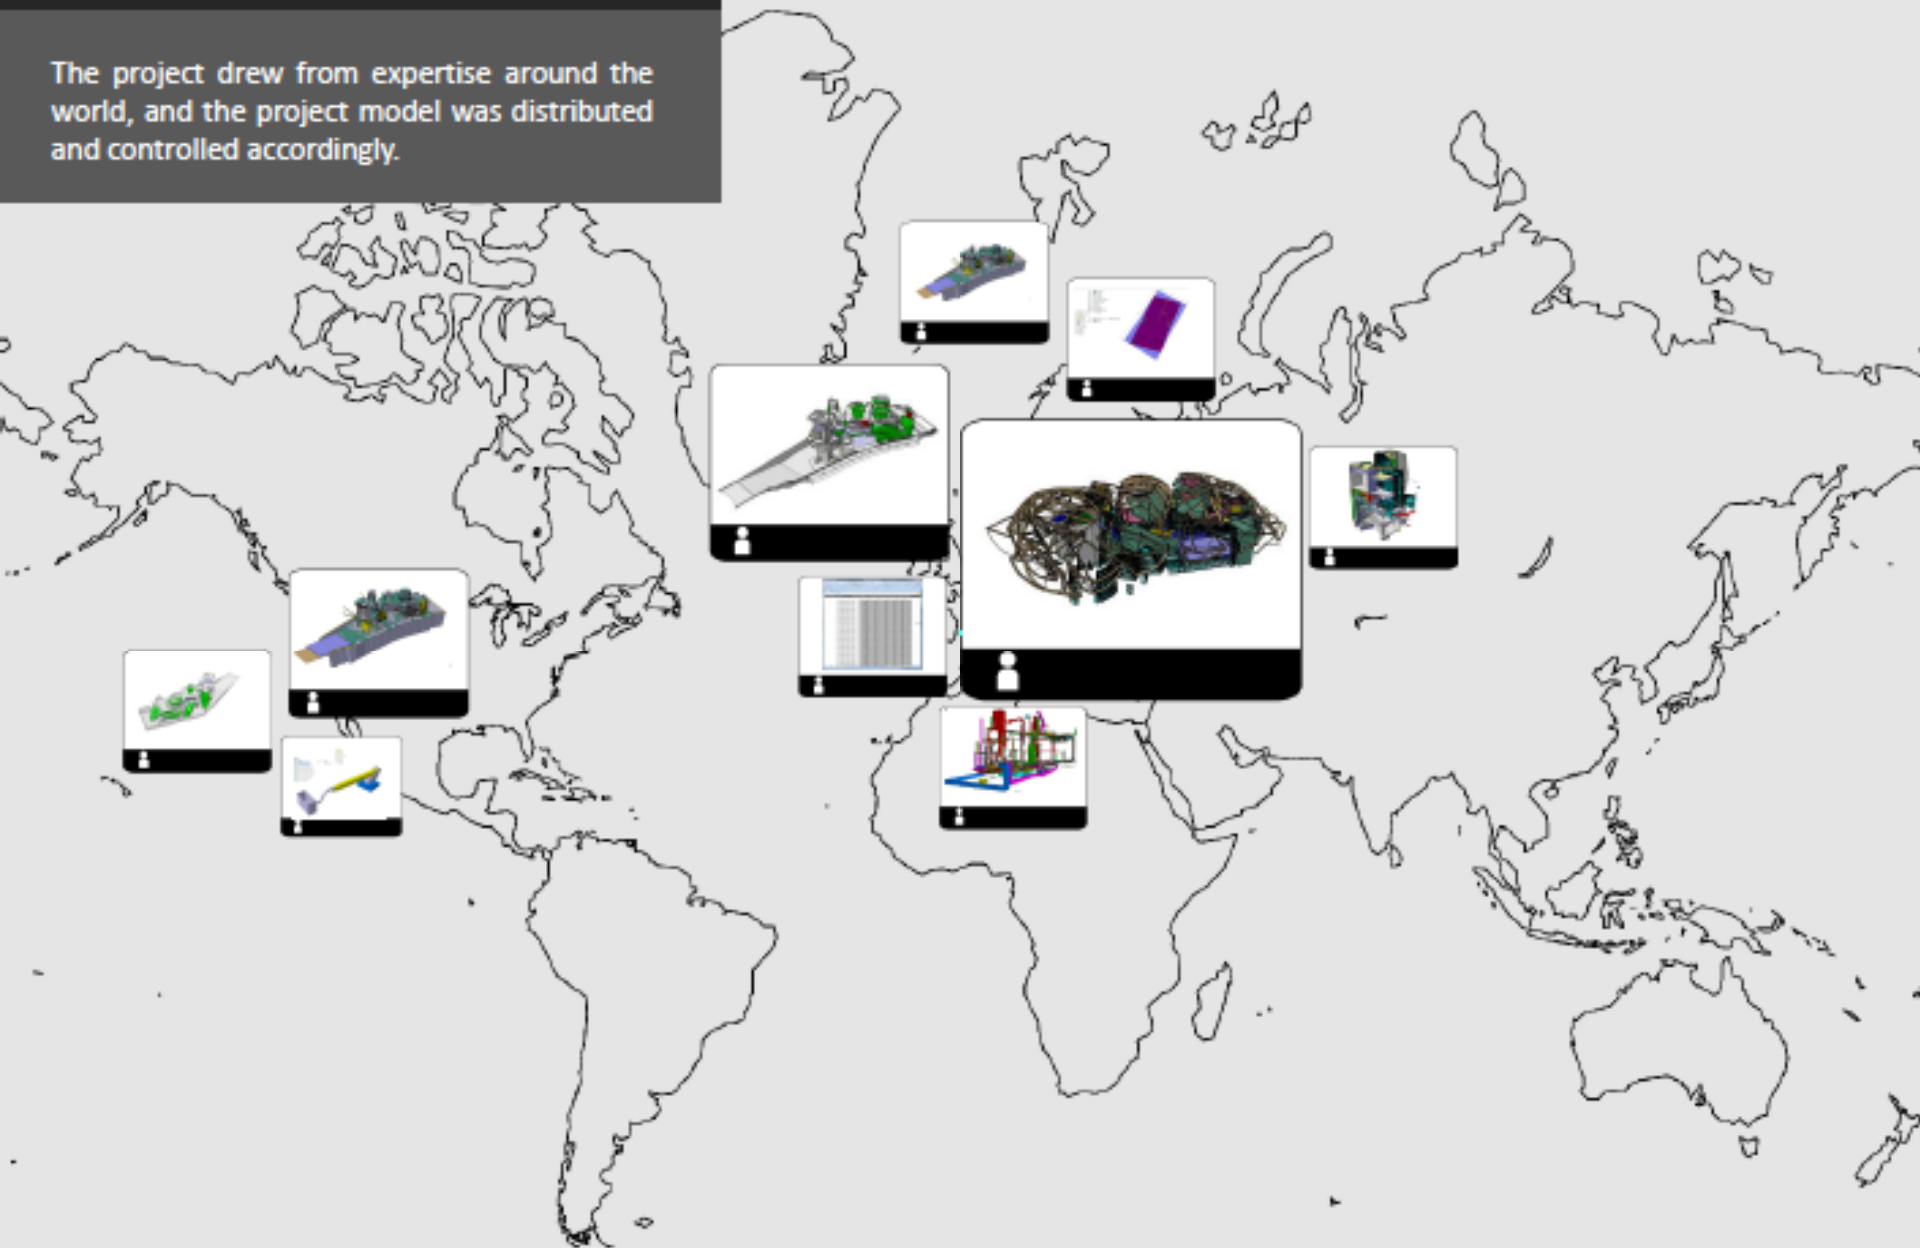 The project drew from expertise around the
world, and the project model was distributed
and controlled accordingly.